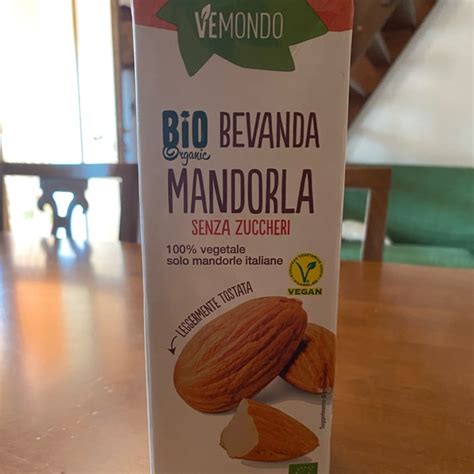 VEMONDO
BiO
Organic
BEVANDA
MANDORLA
SENZA ZUCCHERI
100% vegetale
solo mandorle italiane
VEGAN
LEGGERMENTE TOSTATA